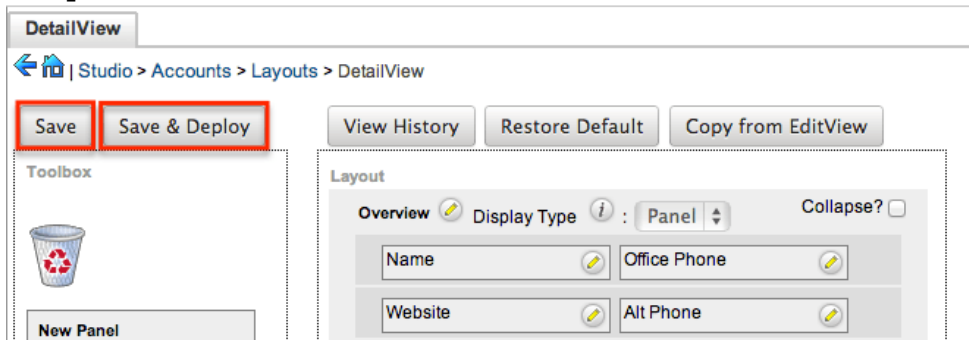 DetailView
| Studio > Accounts > Layouts > DetailView
Save Save & Deploy View History Restore Default Copy from EditView
Toolbox
Layout
Overview Display Type i : Panel Collapse?
Name Office Phone
Website Alt Phone
New Panel